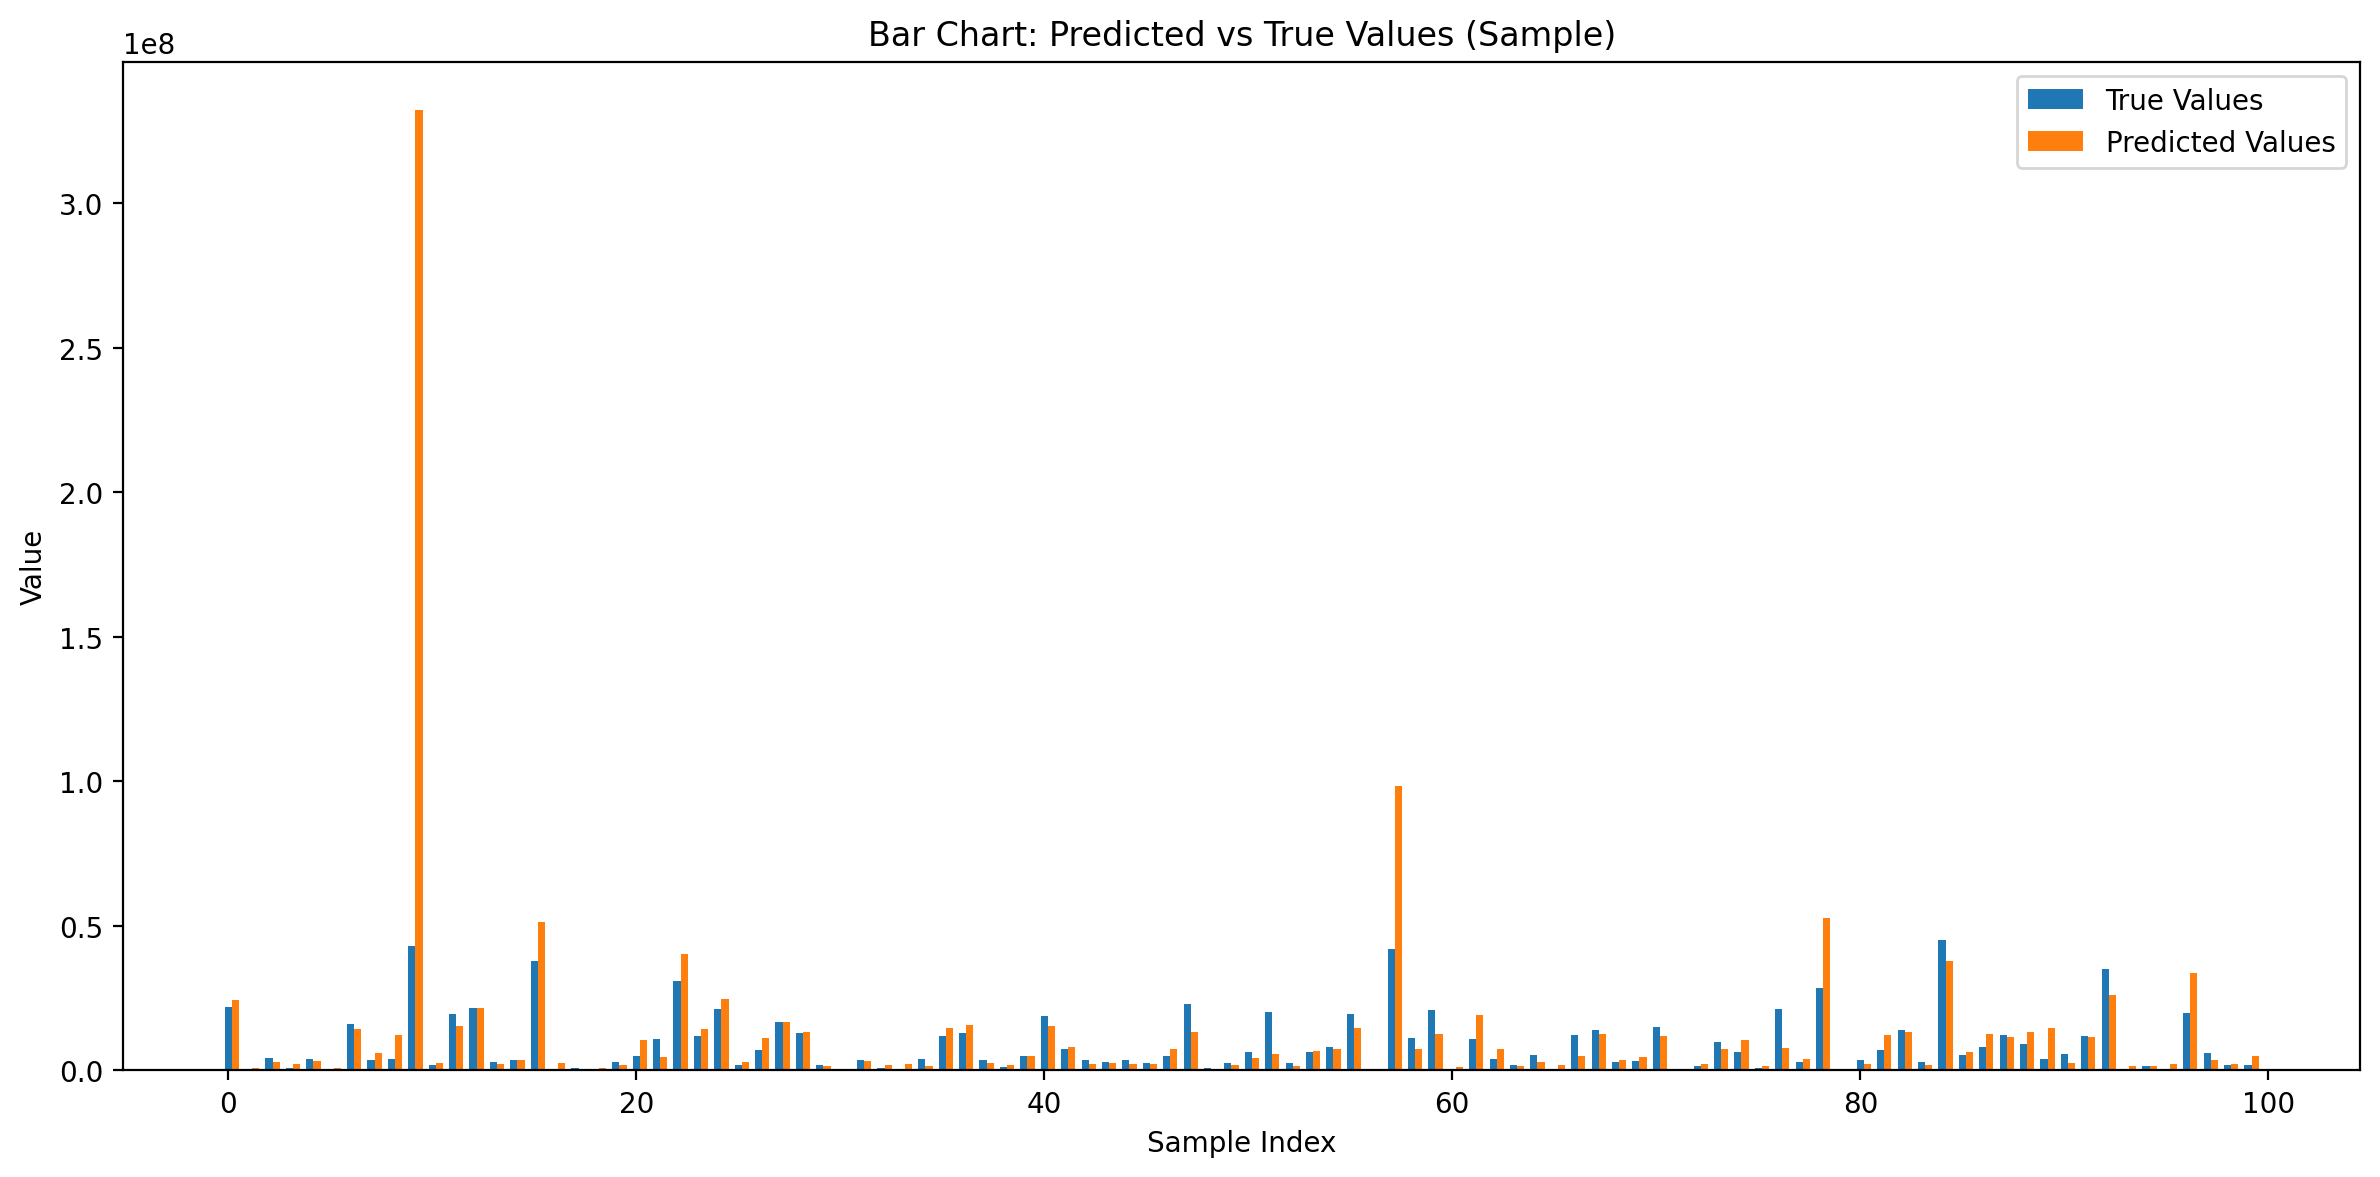 Bar Chart: Predicted vs True Values (Sample)
1e8
True Values
Predicted Values
3.0
2.5
2.0
1.5
1.0
0.5
0.0
Value
0 20 40 60 80 100
Sample Index